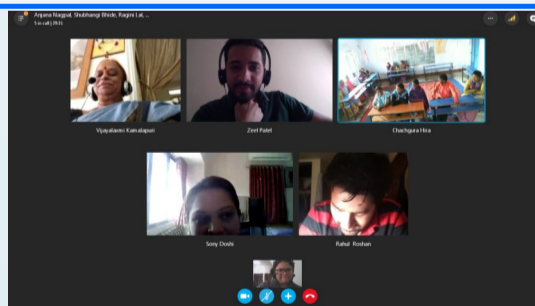 Anjana Nagpal, Shubhangi Bhide, Ragini Lal, ...
Vijayalaxmi Kamalapuri
Zeel Patel
Chachgura Hira
Sony Doshi
Rahul Roshan